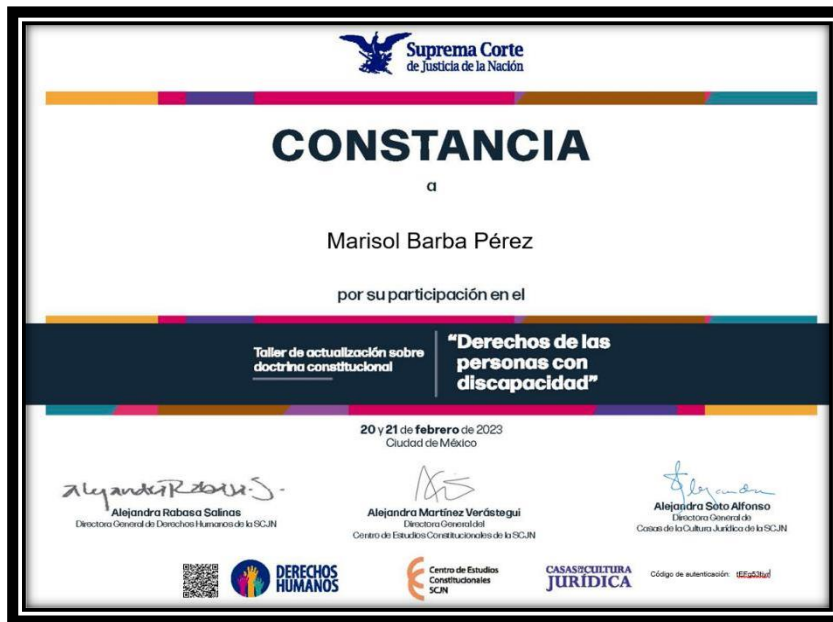 Suprema Corte
de Justicia de la Nación
CONSTANCIA
a
Marisol Barba Pérez
por su participación en el
Taller de actualización sobre
doctrina constitucional
“Derechos de las
personas con
discapacidad”
20 y 21 de febrero de 2023
Ciudad de México
Alejandra Rabasa Salinas
Directora General de Derechos Humanos de la SCJN
Alejandra Martínez Verástegui
Directora General del
Centro de Estudios Constitucionales de la SCJN
Alejandra Soto Alfonso
Directora General de
Casas de la Cultura Jurídica de la SCJN
DERECHOS
HUMANOS
Centro de Estudios
Constitucionales
SCJN
CASAS DE LA CULTURA
JURÍDICA
Código de autenticación: